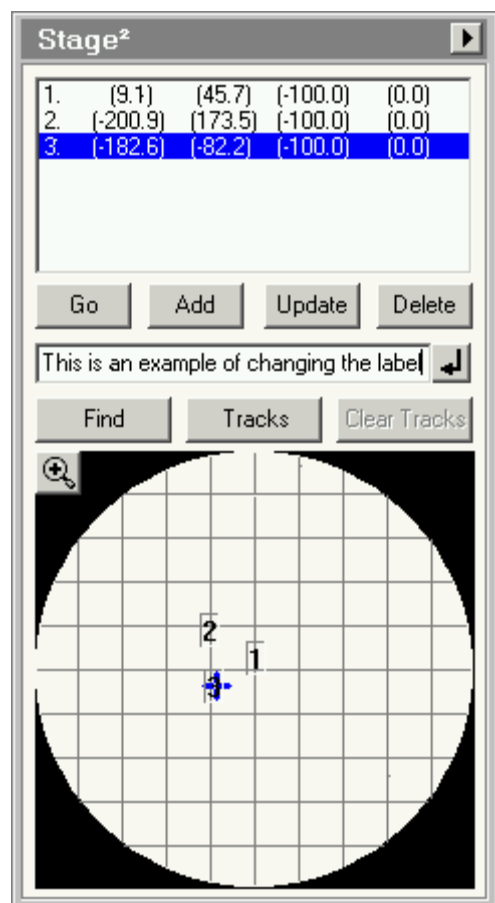 Stage²
1. (9.1) (45.7) (-100.0) (0.0)
2. (-200.9) (173.5) (-100.0) (0.0)
3. (-182.6) (-82.2) (-100.0) (0.0)
Go Add Update Delete
This is an example of changing the label
Find Tracks Clear Tracks
2
1
3